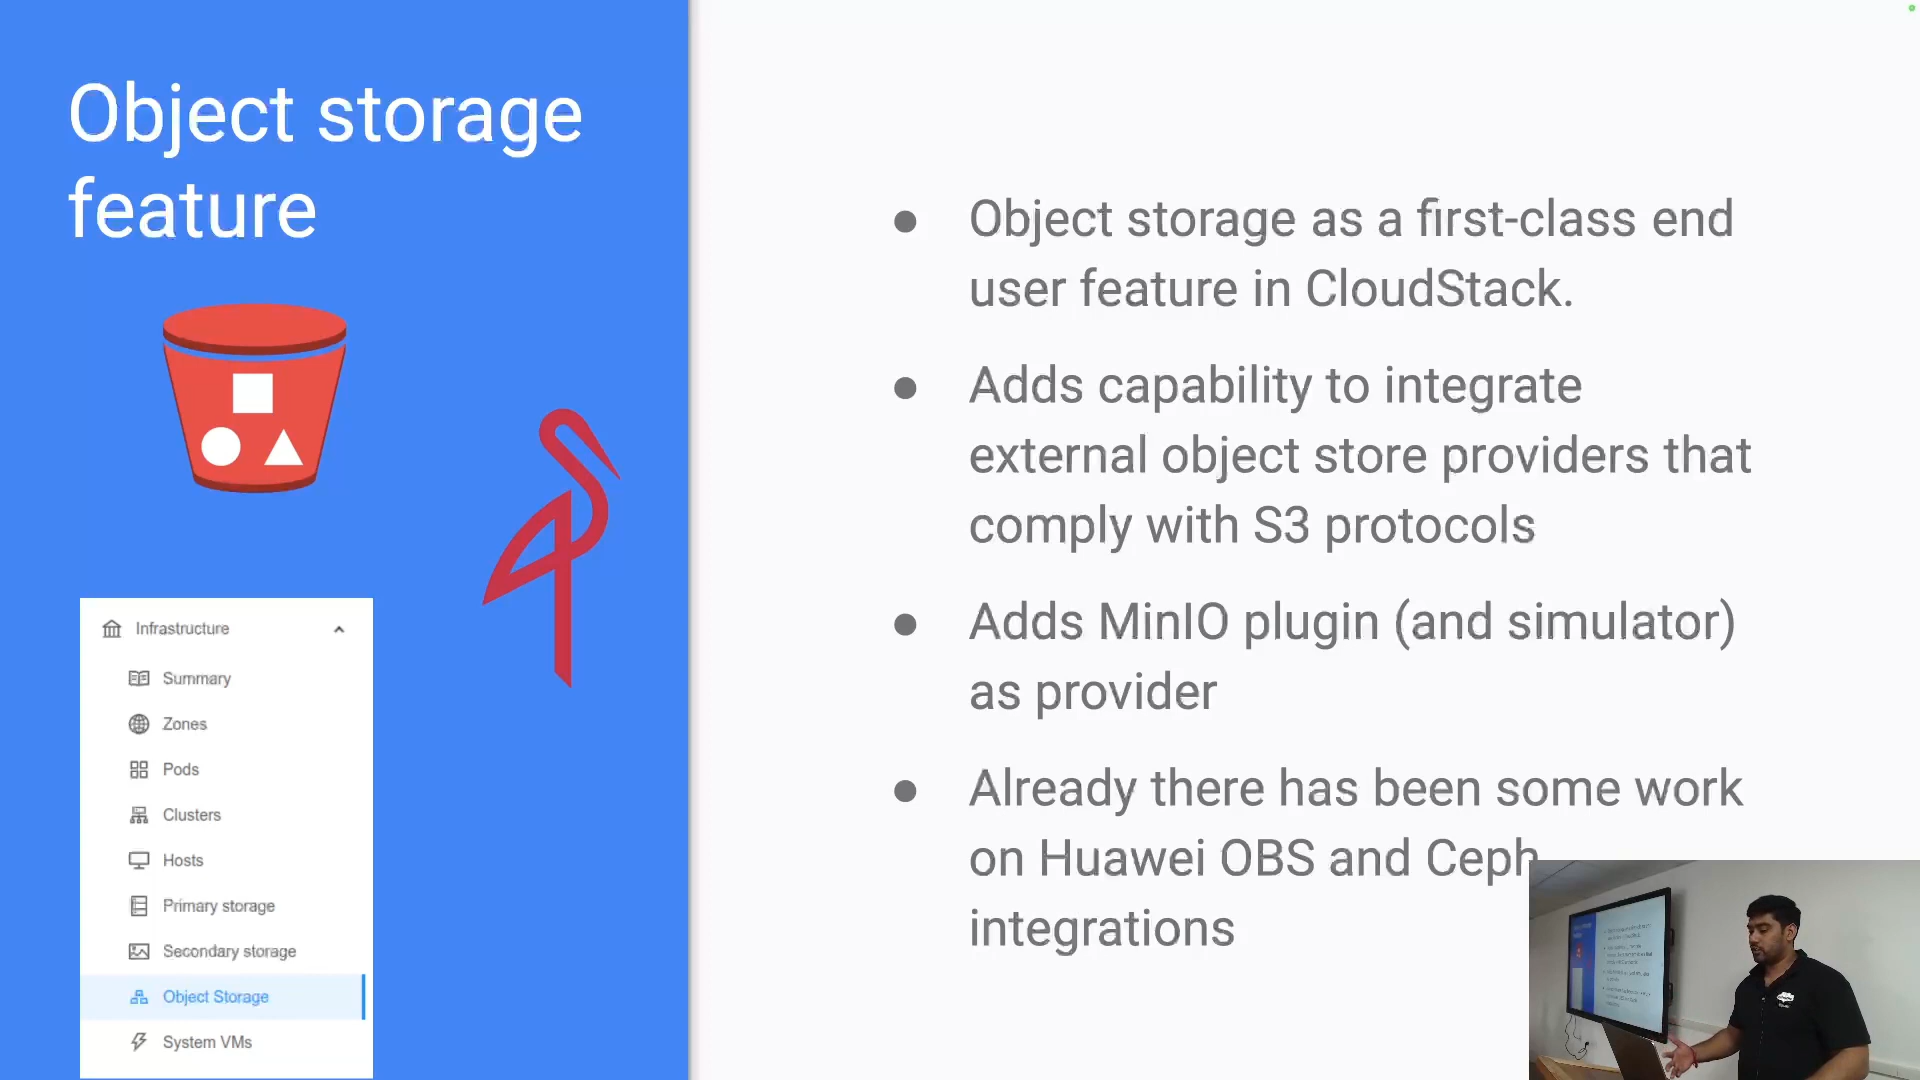 Object storage
feature
Infrastructure
Summary
Zones
Pods
Clusters
Hosts
Primary storage
Secondary storage
Object Storage
System VMs
● Object storage as a first-class end
user feature in CloudStack.
● Adds capability to integrate
external object store providers that
comply with S3 protocols
● Adds MinIO plugin (and simulator)
as provider
● Already there has been some work
on Huawei OBS and Ceph
integrations